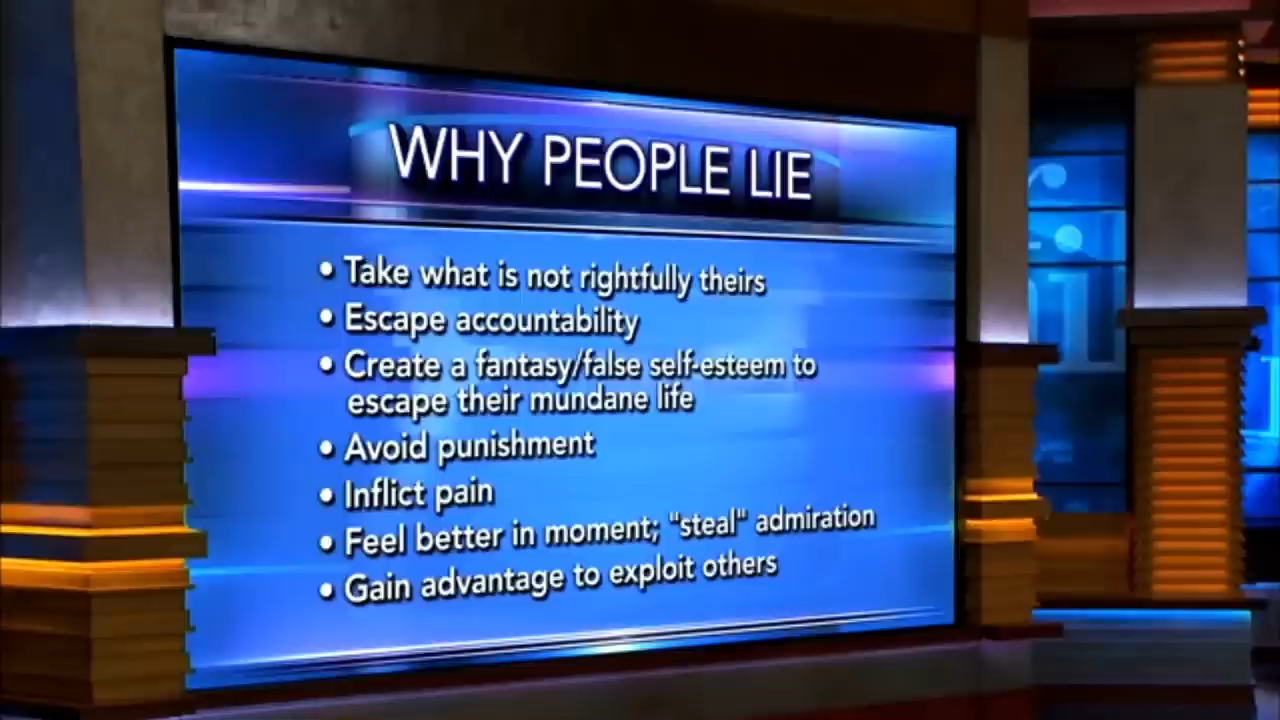 WHY PEOPLE LIE
• Take what is not rightfully theirs
• Escape accountability
• Create a fantasy/false self-esteem to
escape their mundane life
• Avoid punishment
• Inflict pain
• Feel better in moment; "steal" admiration
• Gain advantage to exploit others